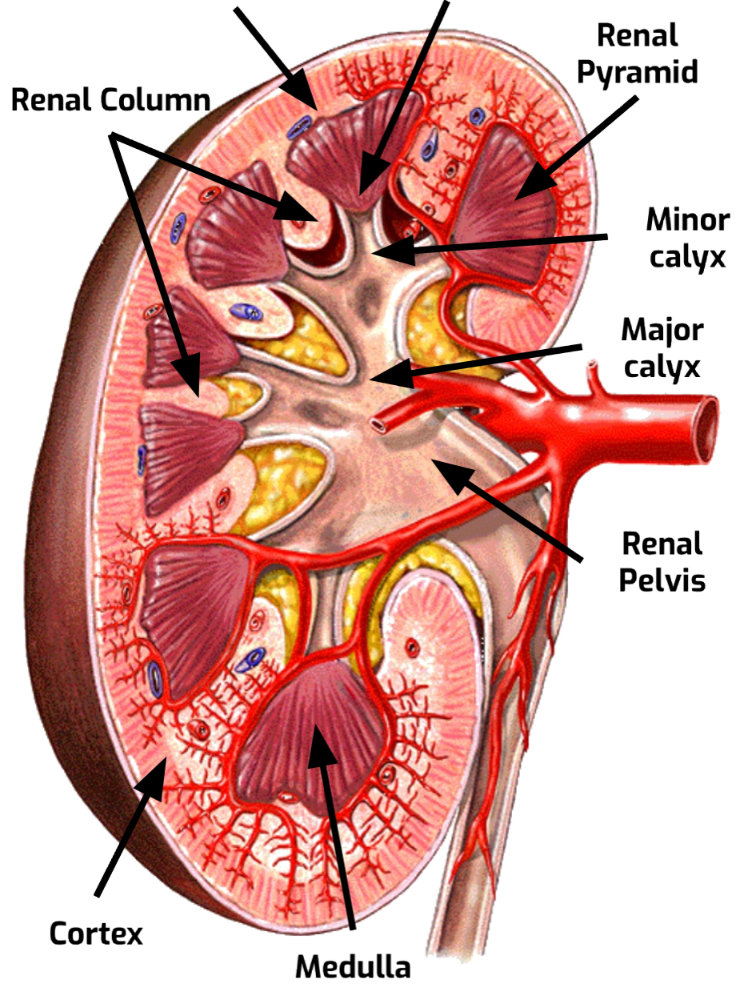 Renal
Pyramid
Renal Column
Minor
calyx
Major
calyx
Renal
Pelvis
Cortex
Medulla